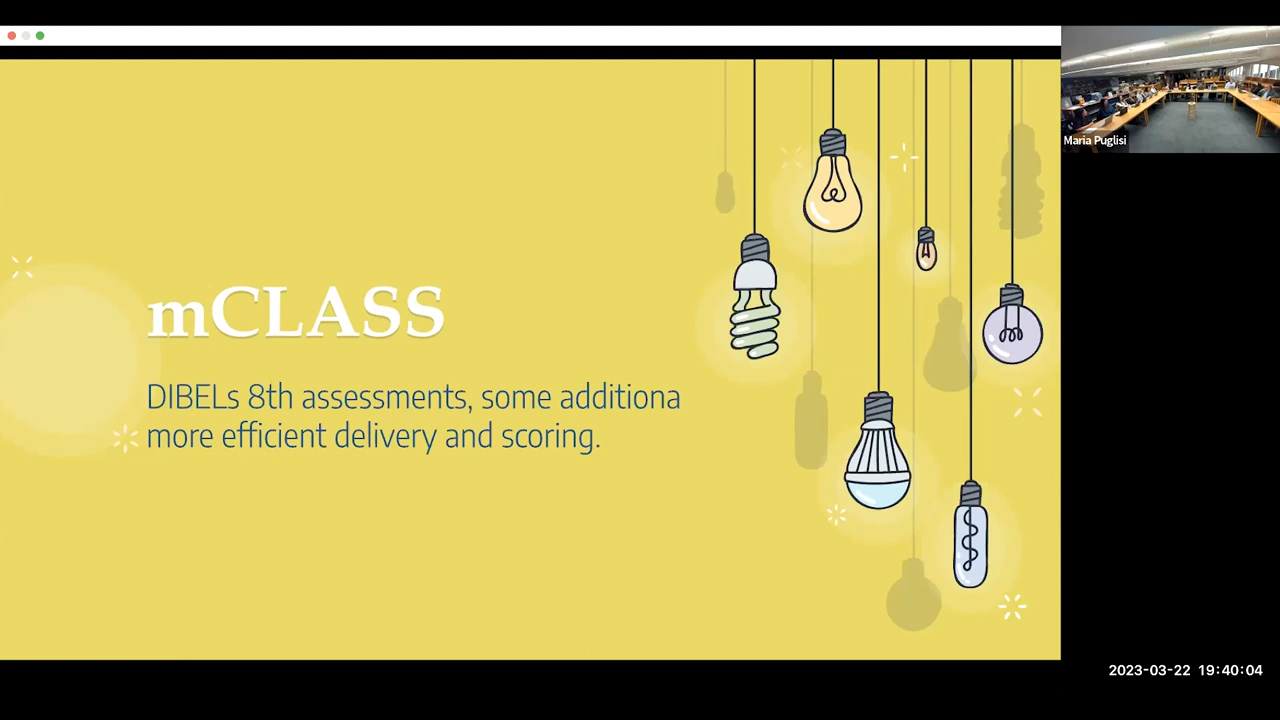 mCLASS
DIBELs 8th assessments, some additiona
more efficient delivery and scoring.
Maria Puglisi
2023-03-22 19:40:04